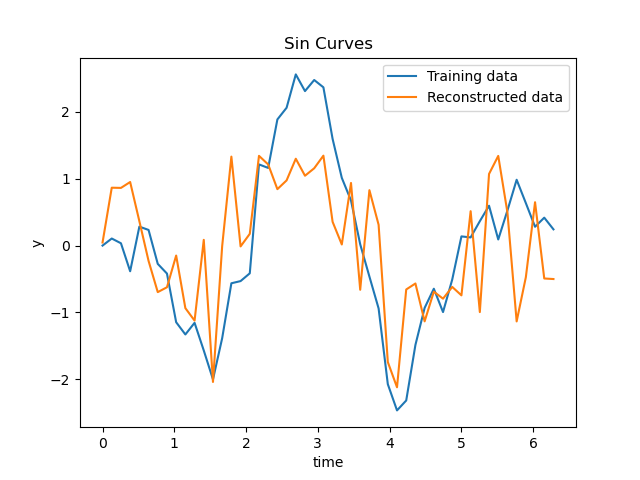 Sin Curves
Training data
Reconstructed data
y
2
1
0
−1
−2
0 1 2 3 4 5 6
time